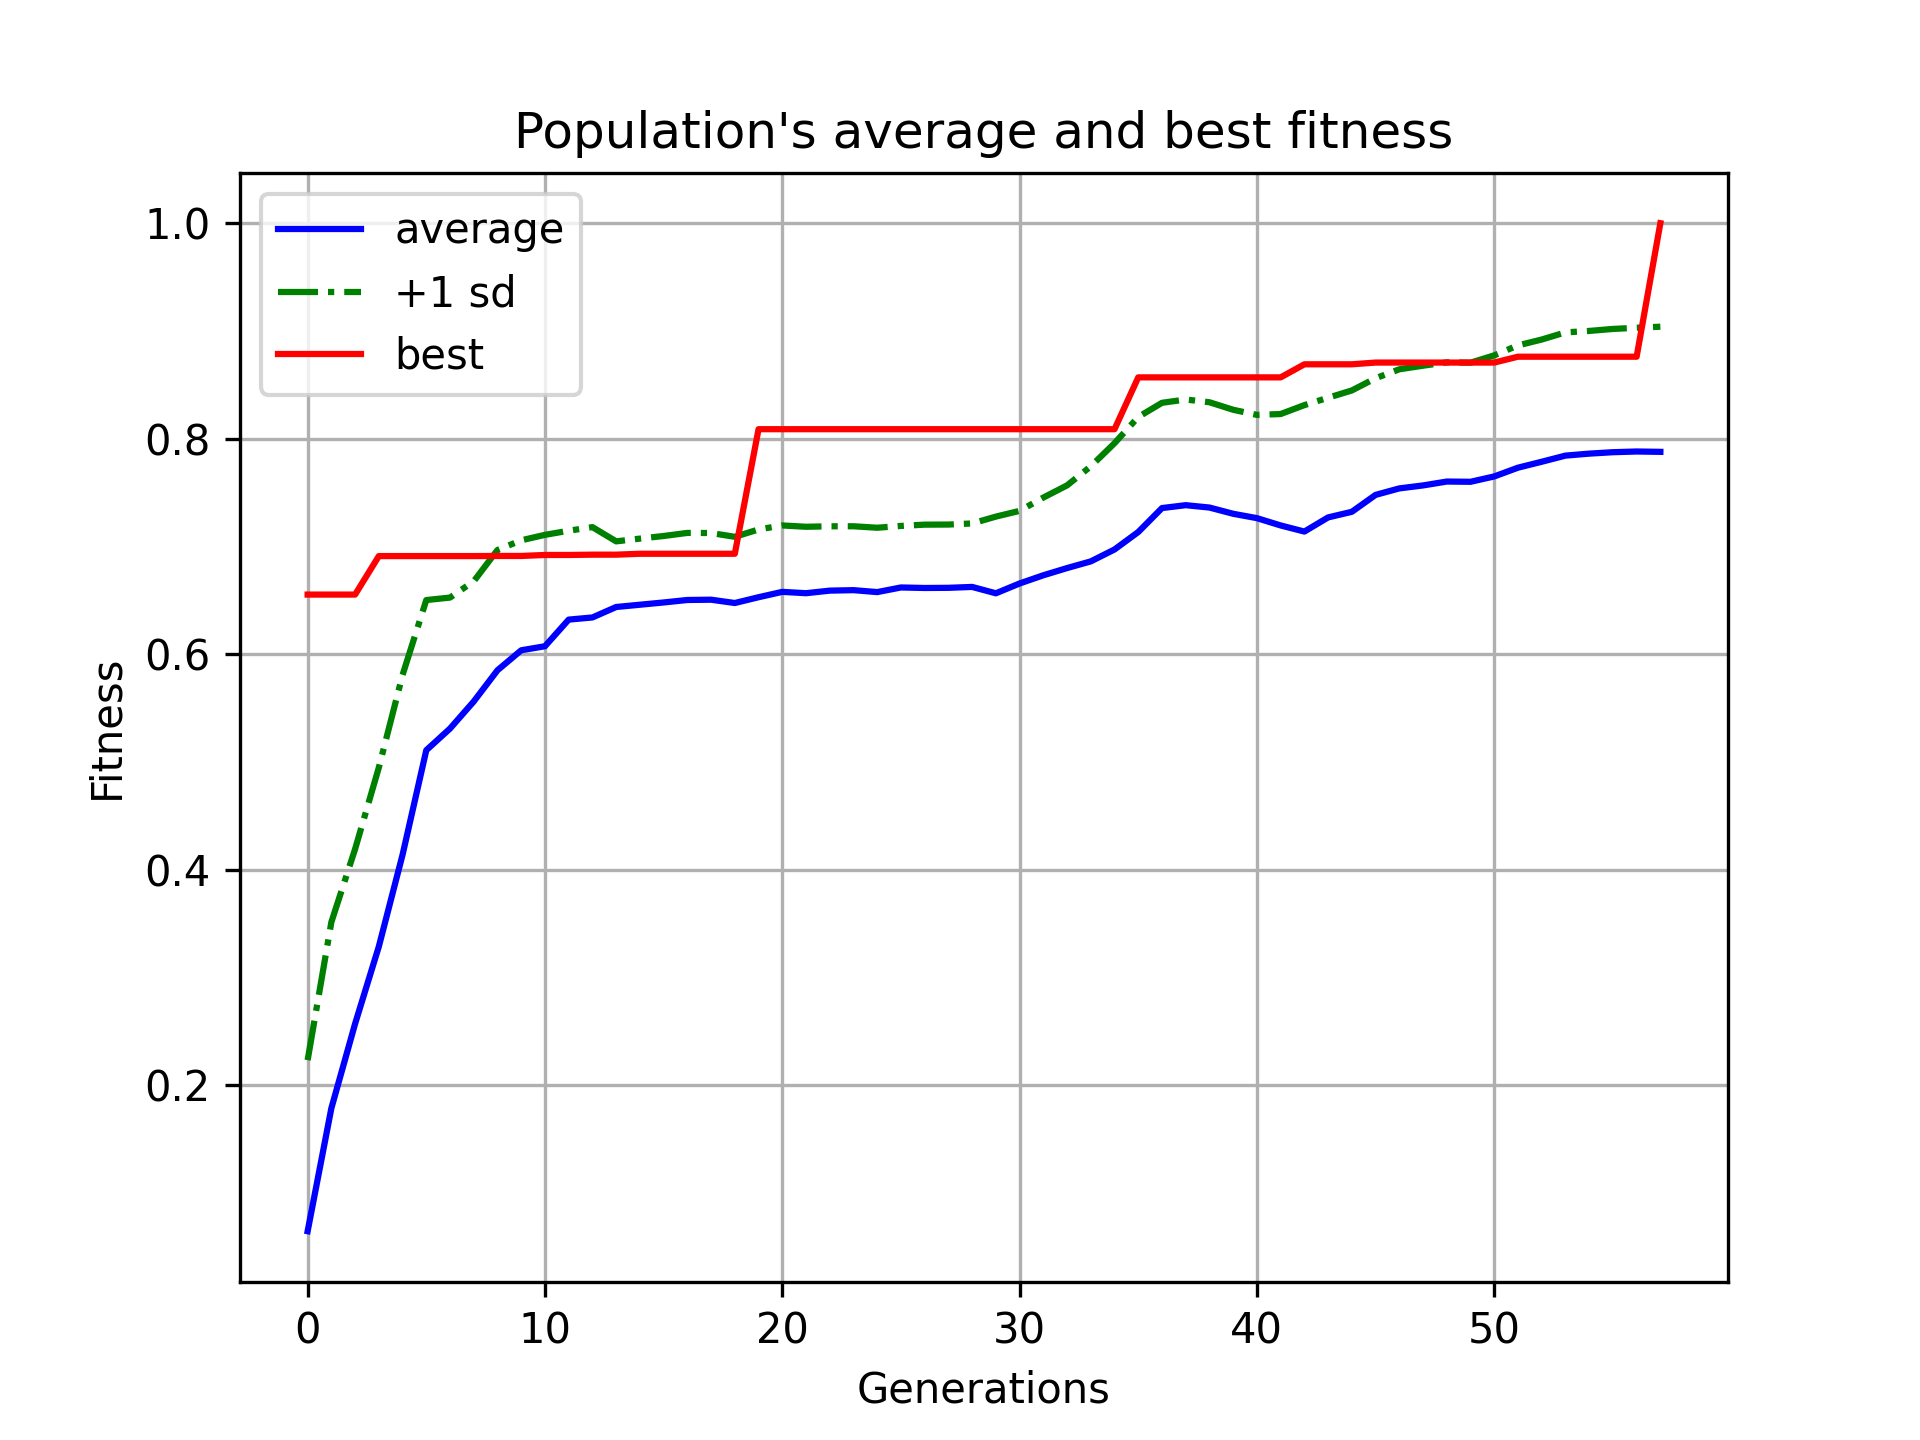 Population's average and best fitness
average
+1 sd
best
1.0
0.8
0.6
0.4
0.2
Fitness
0 10 20 30 40 50
Generations